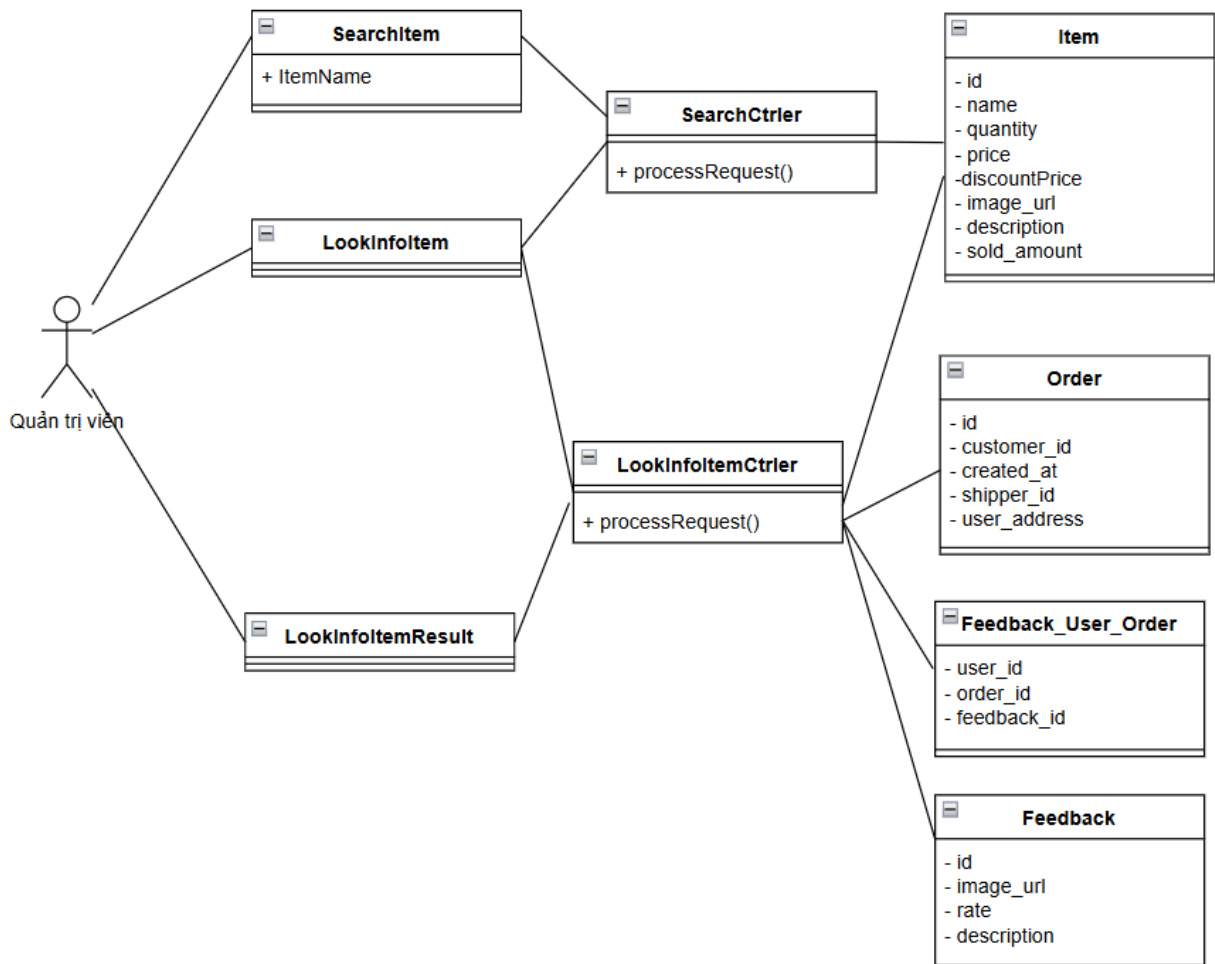 SearchItem
+ ItemName
LookInfoItem
Quản trị viên
LookInfoItemResult
SearchCtrler
+ processRequest()
LookInfoItemCtrler
+ processRequest()
Item
- id
- name
- quantity
- price
-discountPrice
- image_url
- description
- sold_amount
Order
- id
- customer_id
- created_at
- shipper_id
- user_address
Feedback_User_Order
- user_id
- order_id
- feedback_id
Feedback
- id
- image_url
- rate
- description